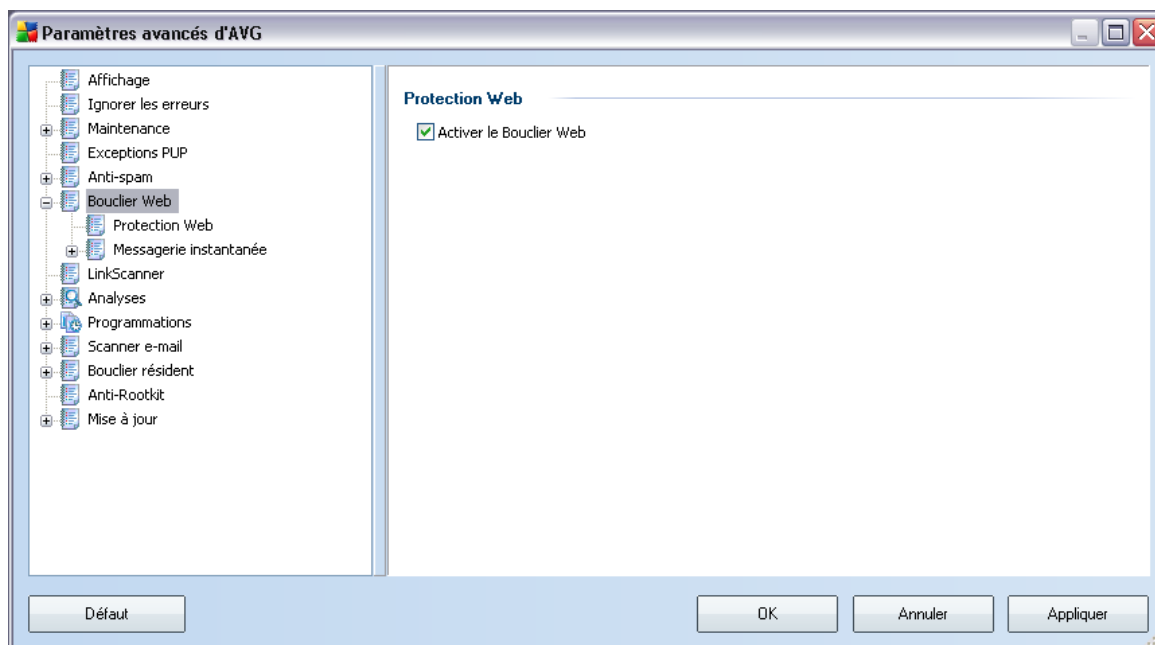 Paramètres avancés d'AVG
Affichage
Ignorer les erreurs
Maintenance
Exceptions PUP
Anti-spam
Bouclier Web
Protection Web
Messagerie instantanée
LinkScanner
Analyses
Programmations
Scanner e-mail
Bouclier résident
Anti-Rootkit
Mise à jour
Protection Web
Activer le Bouclier Web
Défaut
OK
Annuler
Appliquer